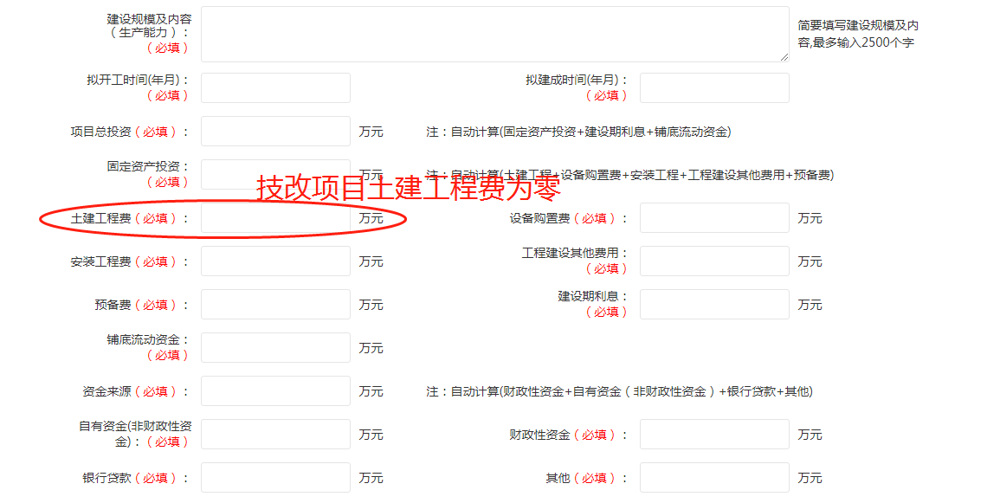 建设规模及内容
（生产能力）：
（必填）
简要填写建设规模及内
容,最多输入2500个字
拟开工时间(年月)：
（必填）
拟建成时间(年月)：
（必填）
项目总投资（必填）： 万元 注：自动计算(固定资产投资+建设期利息+铺底流动资金)
固定资产投资：
（必填）
万元 注：自动计算(土建工程+设备购置费+安装工程+工程建设其他费用+预备费)
技改项目土建工程费为零
土建工程费（必填）： 万元 设备购置费（必填）： 万元
安装工程费（必填）： 万元
工程建设其他费用：
（必填）
万元
预备费（必填）： 万元
建设期利息：
（必填）
万元
铺底流动资金：
（必填）
万元
资金来源（必填）： 万元 注：自动计算(财政性资金+自有资金（非财政性资金）+银行贷款+其他)
自有资金(非财政性资
金)：（必填）
万元 财政性资金（必填）： 万元
银行贷款（必填）： 万元 其他（必填）： 万元